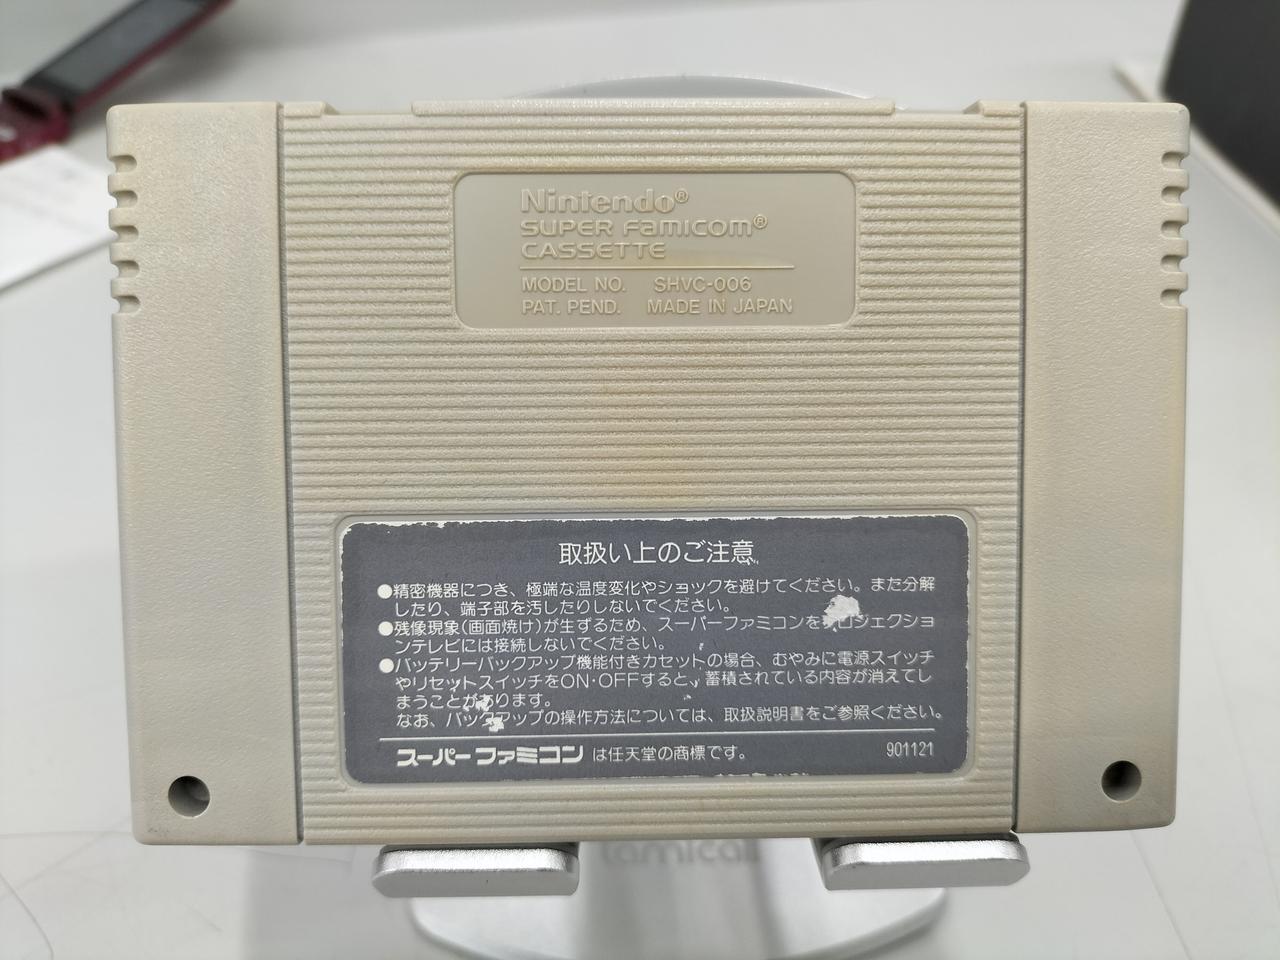 Nintendo®
SUPER FAMICOM®
CASSETTE
MODEL NO. SHVC-006
PAT. PEND. MADE IN JAPAN
取扱い上のご注意
●精密機器につき、極端な温度変化やショックを避けてください。また分解
したり、端子部を汚したりしないでください。
●残像現象(画面焼け)が生ずるため、スーパーファミコンをプロジェクショ
ンテレビには接続しないでください。
●バッテリーバックアップ機能付きカセットの場合、むやみに電源スイッチ
やリセットスイッチをON・OFFすると、蓄積されている内容が消えてし
まうことがあります。
なお、バックアップの操作方法については、取扱説明書をご参照ください。
スーパーファミコン は任天堂の商標です。 901121